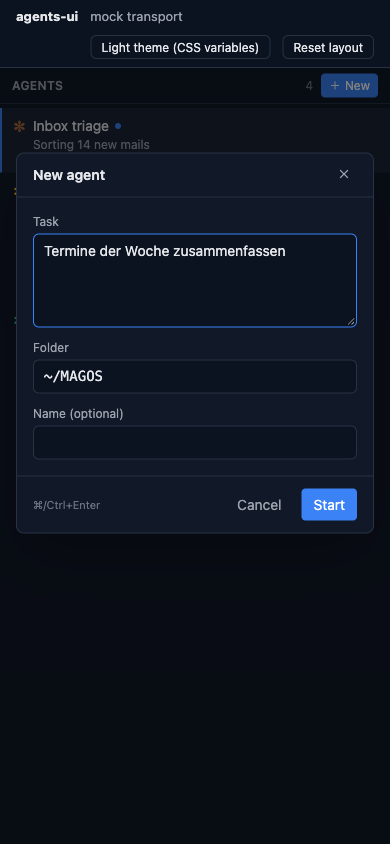 agents-ui mock transport
Light theme (CSS variables) Reset layout
AGENTS 4 + New
Inbox triage
Sorting 14 new mails
New agent ×
Task
Termine der Woche zusammenfassen
Folder
~/MAGOS
Name (optional)
⌘/Ctrl+Enter Cancel Start